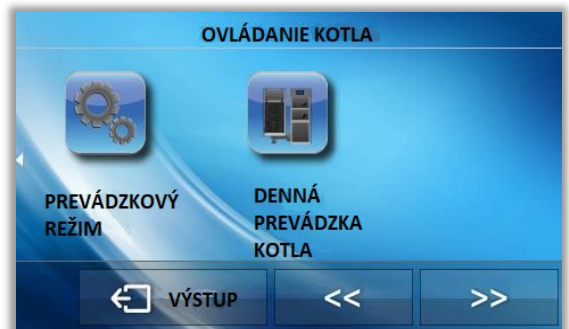 OVLÁDANIE KOTLA
PREVÁDZKOVÝ
REŽIM
DENNÁ
PREVÁDZKA
KOTLA
VÝSTUP
<<
>>